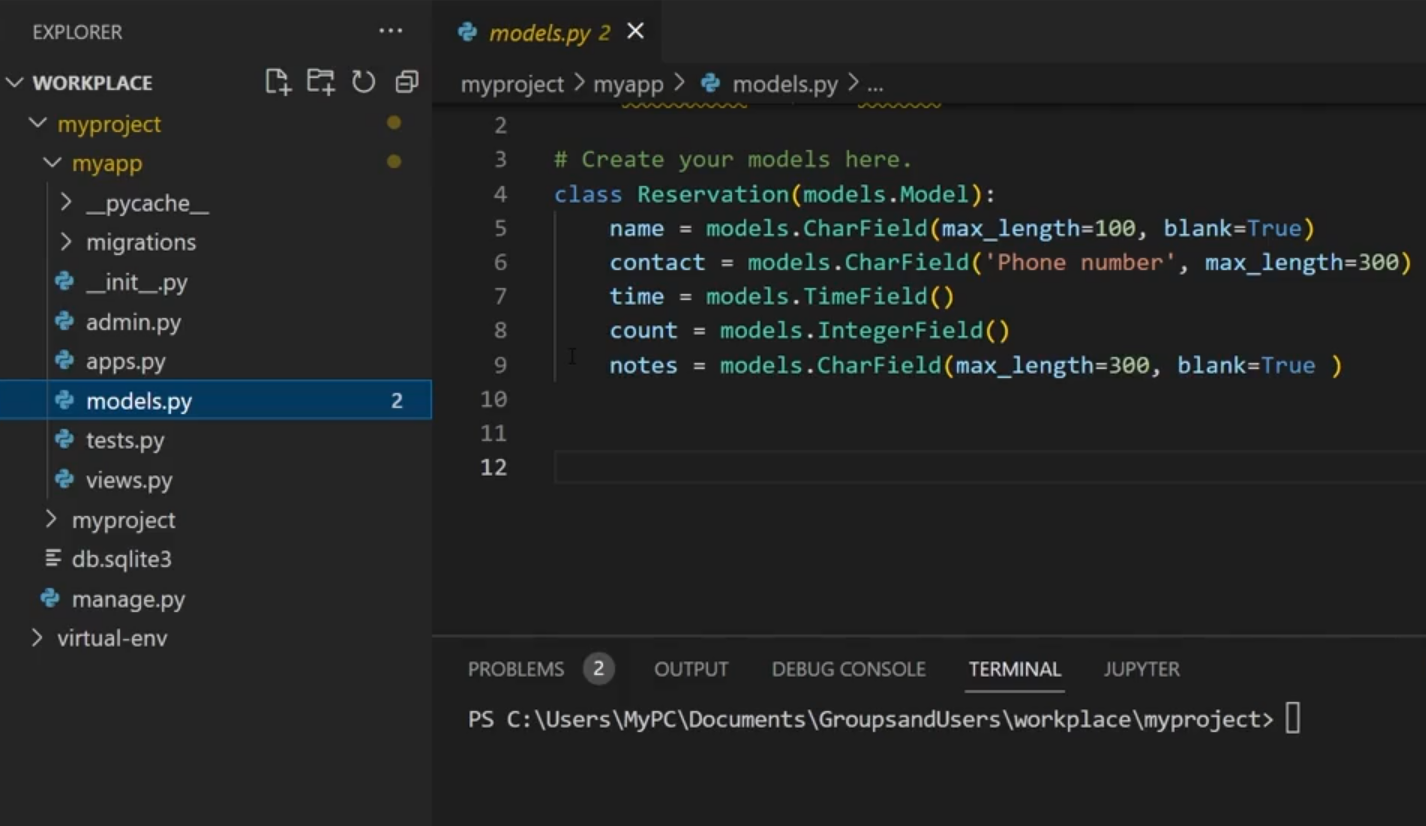 EXPLORER ...
WORKPLACE
myproject
myapp
__pycache__
migrations
__init__.py
admin.py
apps.py
models.py 2
tests.py
views.py
myproject
db.sqlite3
manage.py
virtual-env
models.py 2
myproject > myapp > models.py > ...
2
3 # Create your models here.
4 class Reservation(models.Model):
5 name = models.CharField(max_length=100, blank=True)
6 contact = models.CharField('Phone number', max_length=300)
7 time = models.TimeField()
8 count = models.IntegerField()
9 notes = models.CharField(max_length=300, blank=True )
10
11
12
PROBLEMS 2 OUTPUT DEBUG CONSOLE TERMINAL JUPYTER
PS C:\Users\MyPC\Documents\GroupsandUsers\workplace\myproject>